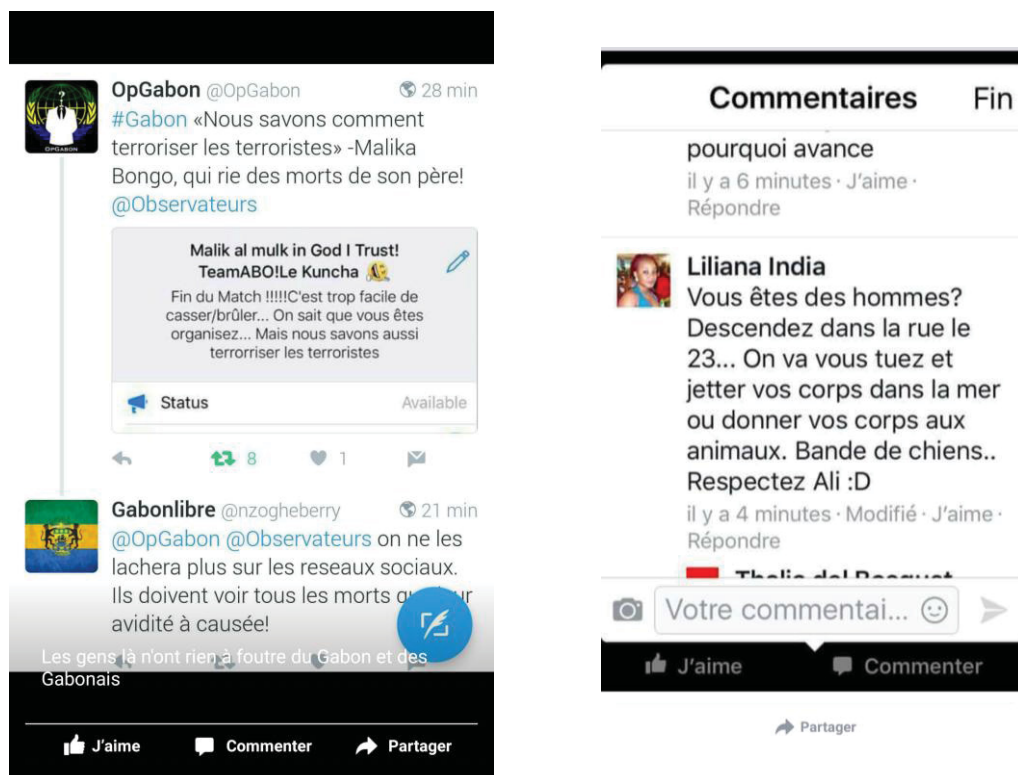 OpGabon @OpGabon 28 min
#Gabon «Nous savons comment
terroriser les terroristes» -Malika
Bongo, qui rie des morts de son père!
@Observateurs
Malik al mulk in God I Trust!
TeamABO!Le Kuncha
Fin du Match !!!!!C'est trop facile de
casser/brûler... On sait que vous êtes
organisez... Mais nous savons aussi
terrorriser les terroristes
Status Available
8 1
Gabonlibre @nzogheberry 21 min
@OpGabon @Observateurs on ne les
lachera plus sur les reseaux sociaux.
Ils doivent voir tous les morts
avidité à causée!
Les gens là n'ont rien à foutre du Gabon et des
Gabonais
J'aime Commenter Partager
Commentaires Fin
pourquoi avance
il y a 6 minutes · J'aime ·
Répondre
Liliana India
Vous êtes des hommes?
Descendez dans la rue le
23... On va vous tuez et
jetter vos corps dans la mer
ou donner vos corps aux
animaux. Bande de chiens..
Respectez Ali :D
il y a 4 minutes · Modifié · J'aime ·
Répondre
Votre commentai...
J'aime Commenter
Partager